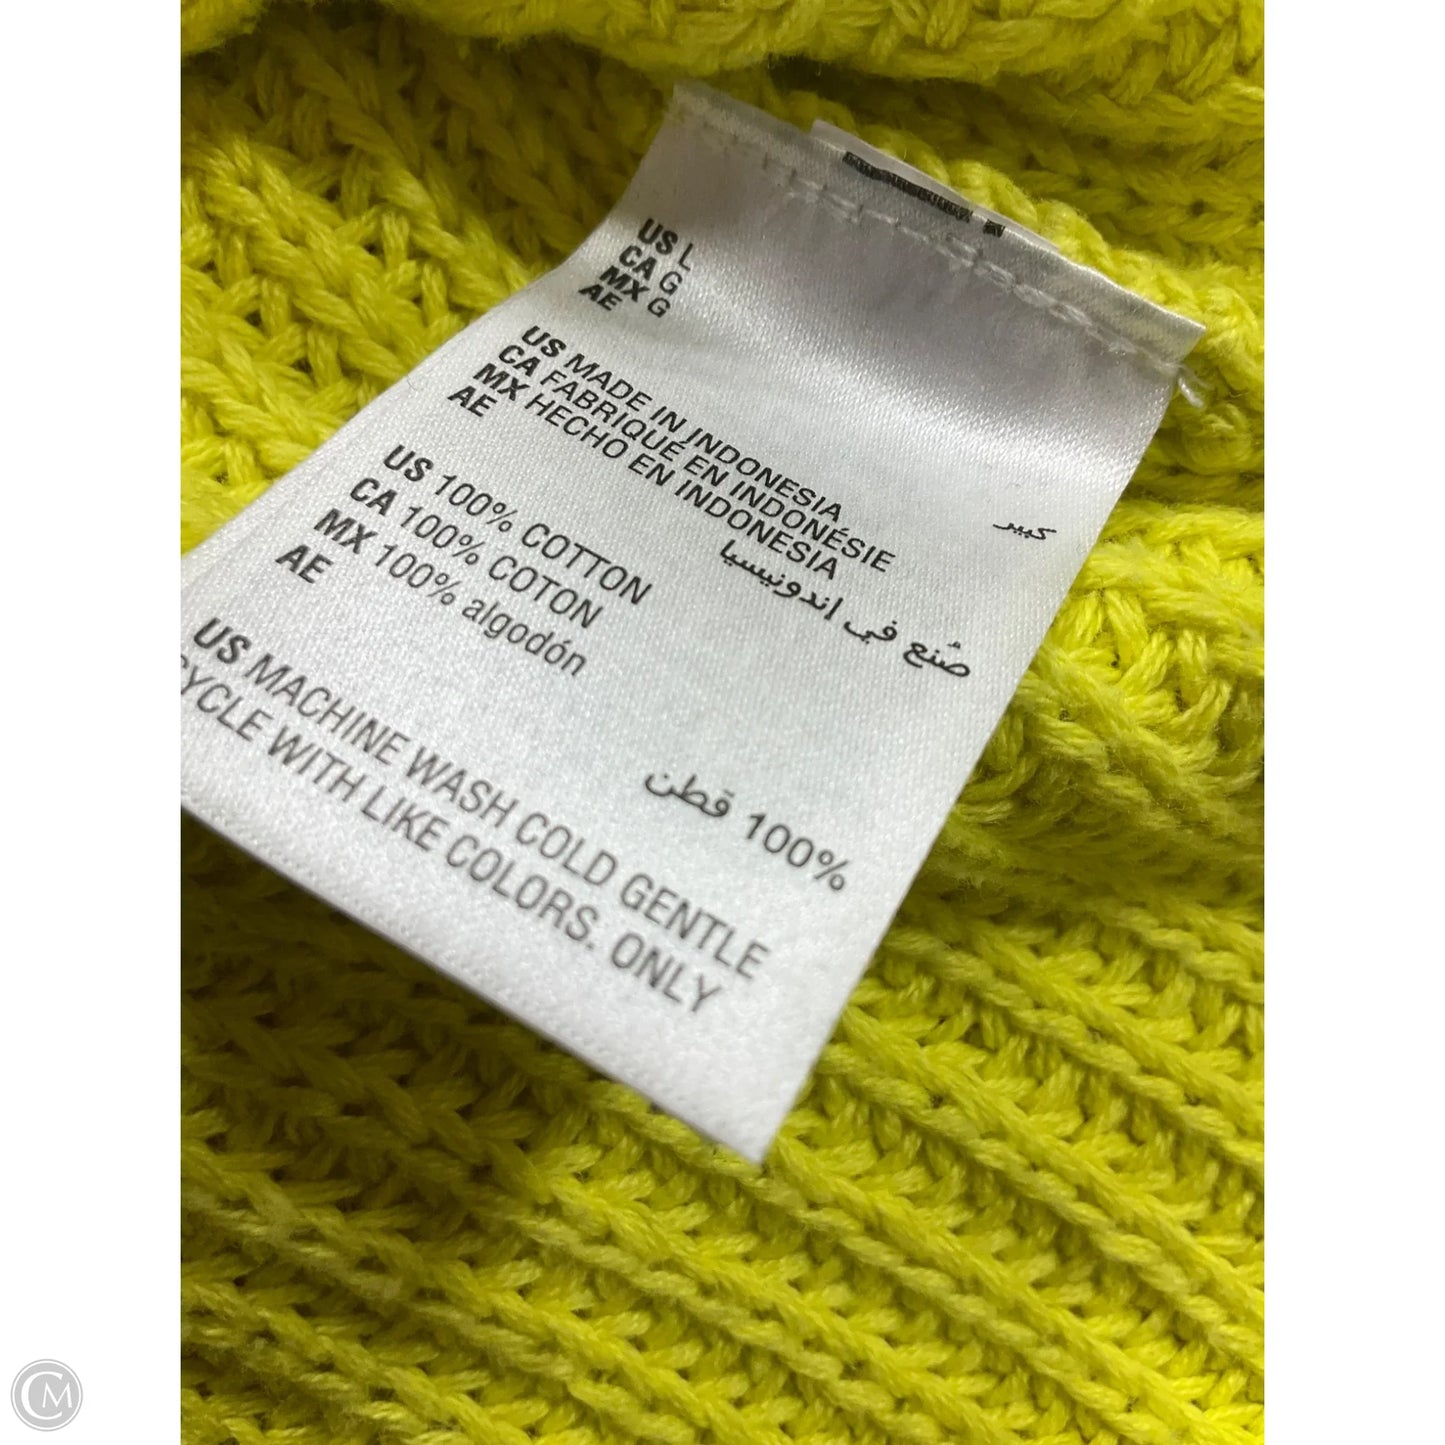 US L
CA G
MX G
AE كبير
US MADE IN INDONESIA
CA FABRIQUÉ EN INDONÉSIE
MX HECHO EN INDONESIA
AE صُنع في اندونيسيا
US 100% COTTON
CA 100% COTON
MX 100% algodón
AE 100% قطن
US MACHINE WASH COLD GENTLE
CYCLE WITH LIKE COLORS. ONLY
CM